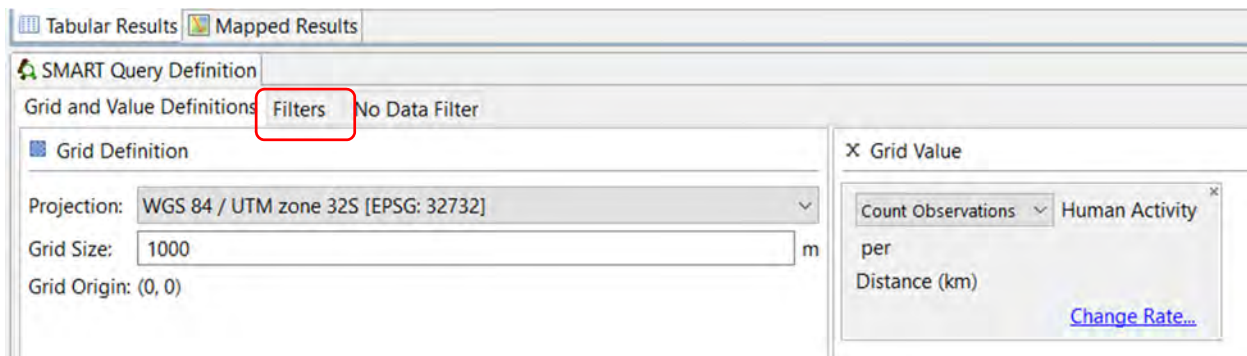 Tabular Results Mapped Results
SMART Query Definition
Grid and Value Definitions Filters No Data Filter
Grid Definition
Projection: WGS 84 / UTM zone 32S [EPSG: 32732]
Grid Size: 1000 m
Grid Origin: (0, 0)
X Grid Value
Count Observations Human Activity
per
Distance (km)
Change Rate...